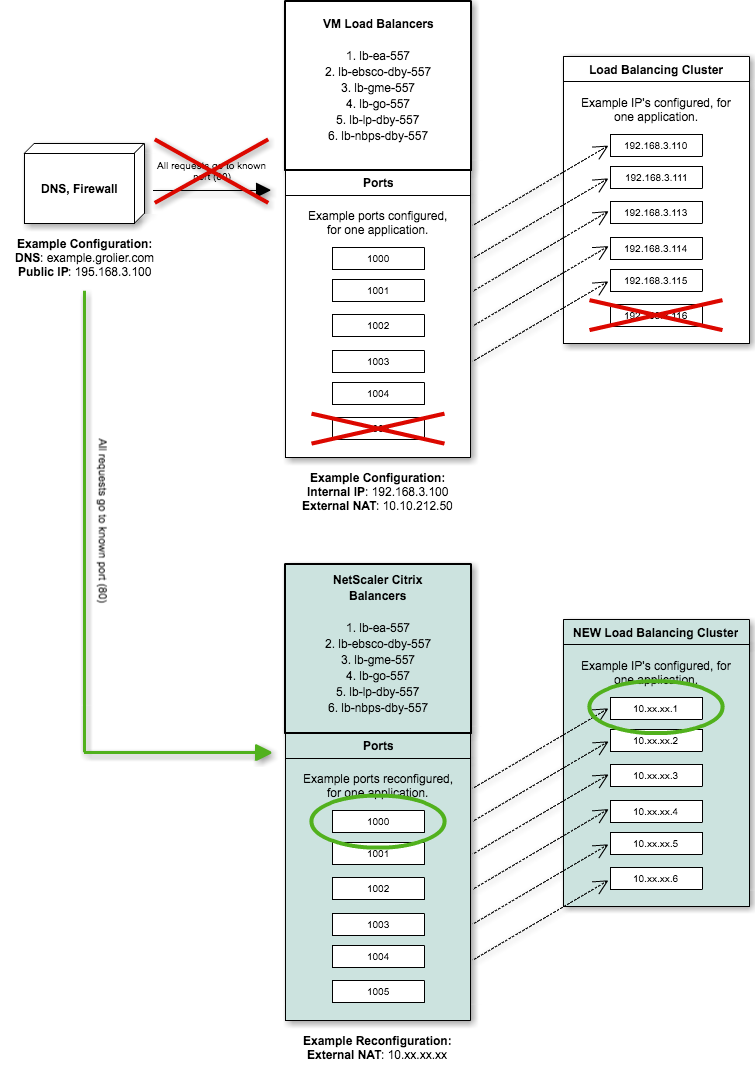 VM Load Balancers
1. lb-ea-557
2. lb-ebsco-dby-557
3. lb-gme-557
4. lb-go-557
5. lb-lp-dby-557
6. lb-nbps-dby-557
Ports
Example ports configured,
for one application.
1000
1001
1002
1003
1004
Example Configuration:
Internal IP: 192.168.3.100
External NAT: 10.10.212.50
Load Balancing Cluster
Example IP's configured, for
one application.
192.168.3.110
192.168.3.111
192.168.3.113
192.168.3.114
192.168.3.115
DNS, Firewall
All requests go to known
port (80)
Example Configuration:
DNS: example.grolier.com
Public IP: 195.168.3.100
All requests go to known port (80)
NetScaler Citrix
Balancers
1. lb-ea-557
2. lb-ebsco-dby-557
3. lb-gme-557
4. lb-go-557
5. lb-lp-dby-557
6. lb-nbps-dby-557
Ports
Example ports reconfigured,
for one application.
1000
1001
1002
1003
1004
1005
Example Reconfiguration:
External NAT: 10.xx.xx.xx
NEW Load Balancing Cluster
Example IP's configured, for
one application.
10.xx.xx.1
10.xx.xx.2
10.xx.xx.3
10.xx.xx.4
10.xx.xx.5
10.xx.xx.6